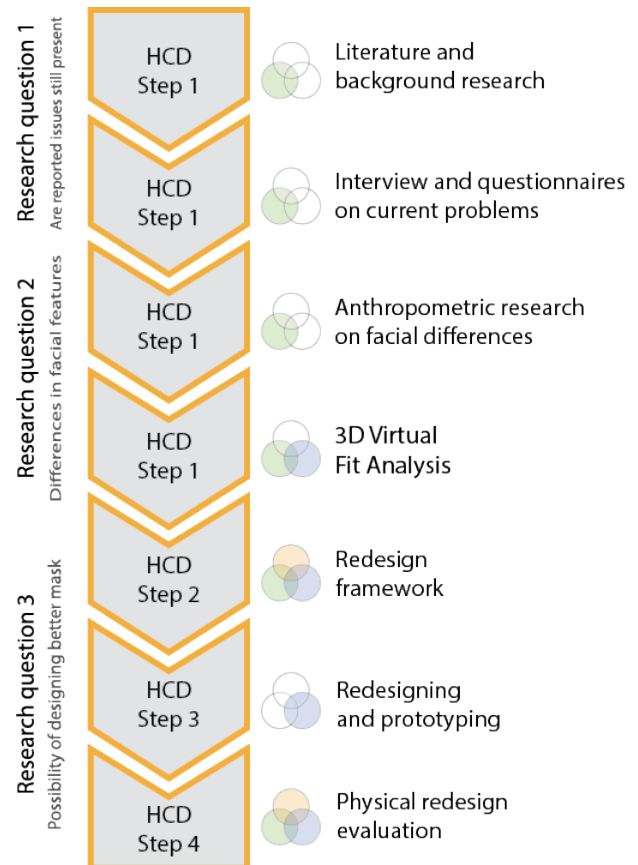 Research question 1
Are reported issues still present
HCD
Step 1
Literature and
background research
HCD
Step 1
Interview and questionnaires
on current problems
Research question 2
Differences in facial features
HCD
Step 1
Anthropometric research
on facial differences
HCD
Step 1
3D Virtual
Fit Analysis
Research question 3
Possibility of designing better mask
HCD
Step 2
Redesign
framework
HCD
Step 3
Redesigning
and prototyping
HCD
Step 4
Physical redesign
evaluation